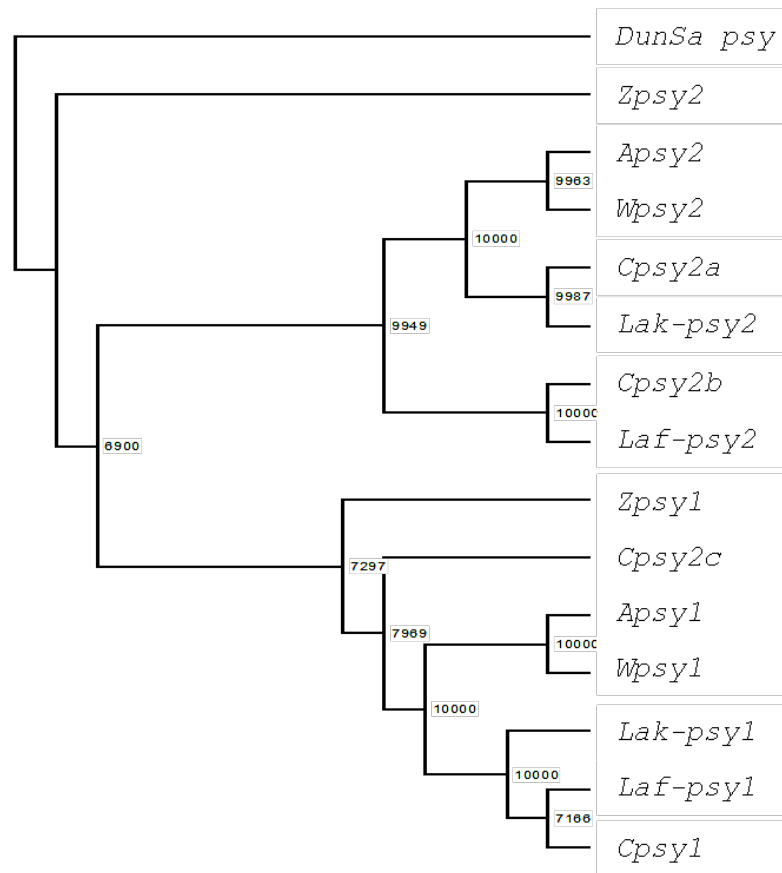 DunSa psy
Zpsy2
Apsy2
9963
Wpsy2
10000
Cpsy2a
9987
Lak-psy2
9949
Cpsy2b
10000
Laf-psy2
6900
Zpsy1
Cpsy2c
7297
Apsy1
7969
10000
Wpsy1
10000
Lak-psy1
10000
Laf-psy1
7166
Cpsy1